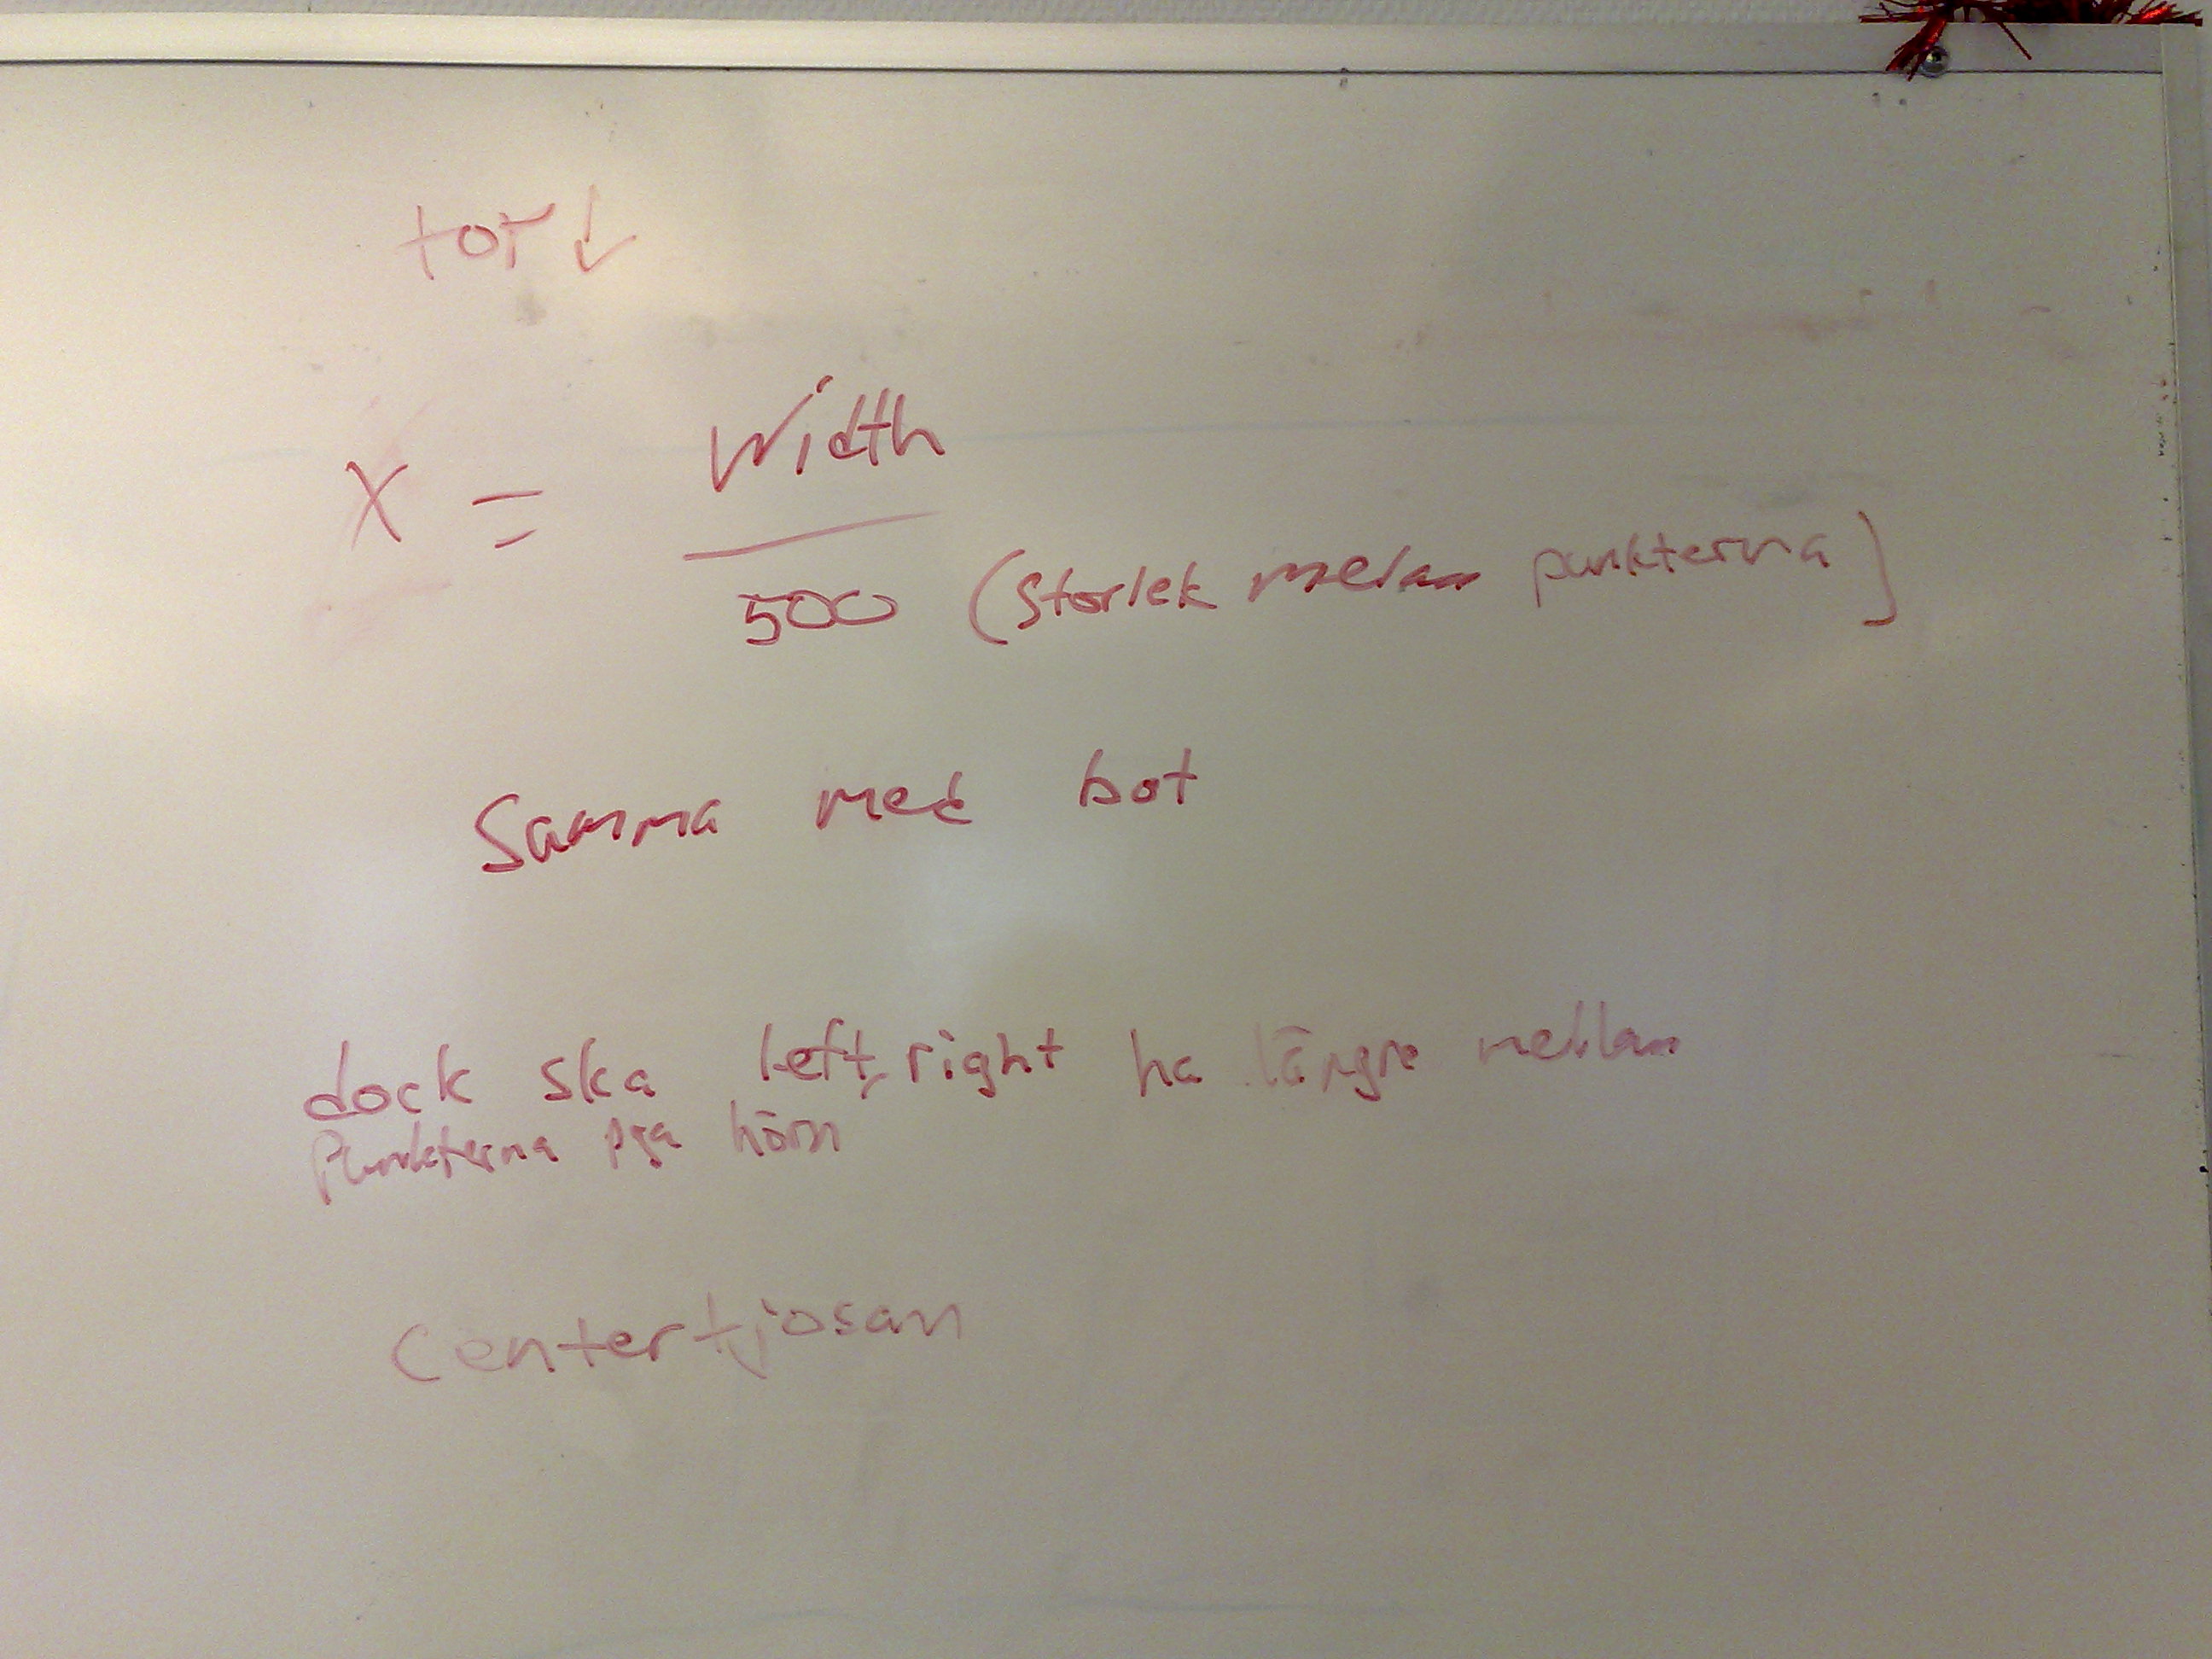 top ↓
X = Width
500 (storlek mellan punkterna)
Samma med bot
dock ska left, right ha längre mellan
Punkterna pga hörn
Centertjosan